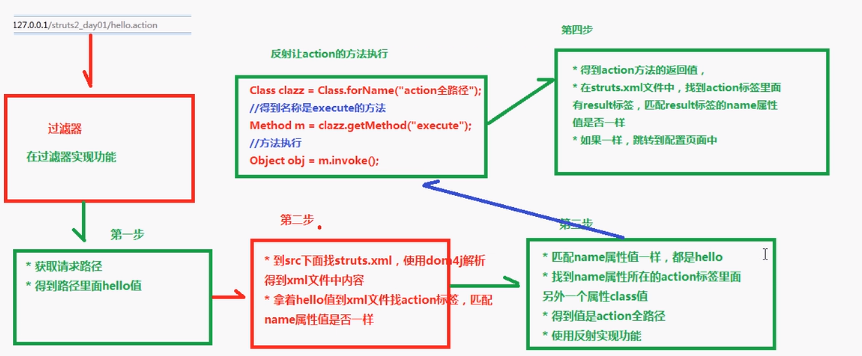 127.0.0.1/struts2_day01/hello.action
过滤器
在过滤器实现功能
第一步
* 获取请求路径
* 得到路径里面hello值
第二步
* 到src下面找struts.xml，使用dom4j解析
得到xml文件中内容
* 拿着hello值到xml文件找action标签，匹配
name属性值是否一样
第三步
* 匹配name属性值一样，都是hello
* 找到name属性所在的action标签里面
另外一个属性class值
* 得到值是action全路径
* 使用反射实现功能
反射让action的方法执行
Class clazz = Class.forName("action全路径");
//得到名称是execute的方法
Method m = clazz.getMethod("execute");
//方法执行
Object obj = m.invoke();
第四步
* 得到action方法的返回值，
* 在struts.xml文件中，找到action标签里面
有result标签，匹配result标签的name属性
值是否一样
* 如果一样，跳转到配置页面中